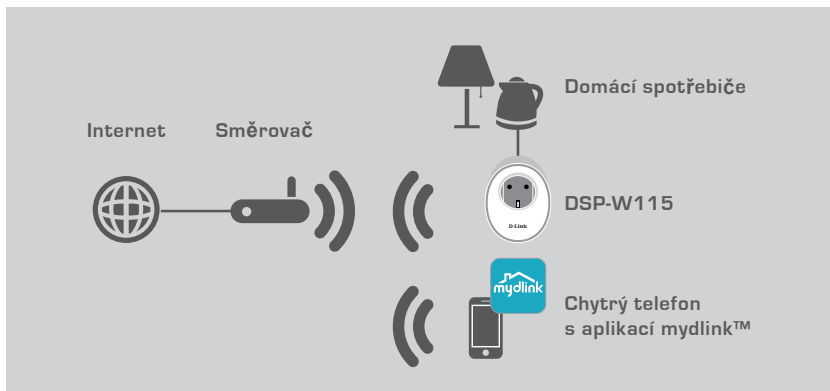 Domácí spotřebiče
Internet
Směrovač
DSP-W115
D-Link
mydlink
Chytrý telefon
s aplikací mydlink™